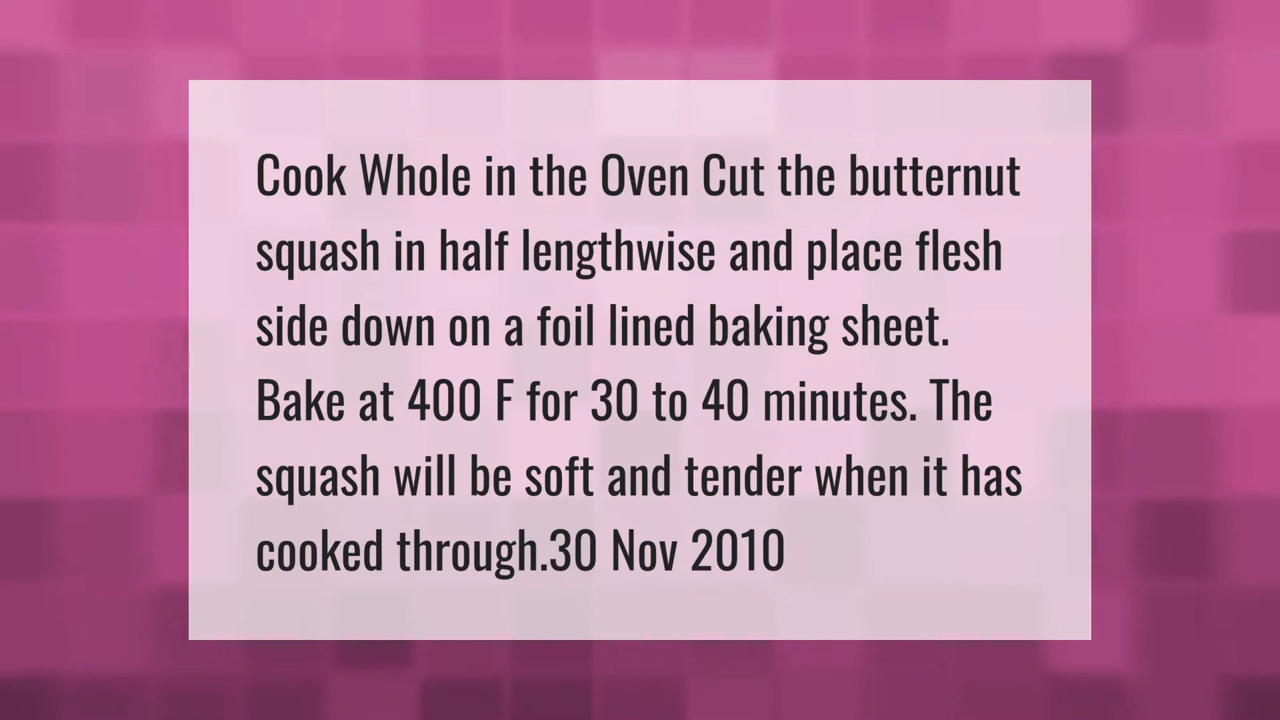 Cook Whole in the Oven Cut the butternut
squash in half lengthwise and place flesh
side down on a foil lined baking sheet.
Bake at 400 F for 30 to 40 minutes. The
squash will be soft and tender when it has
cooked through.30 Nov 2010